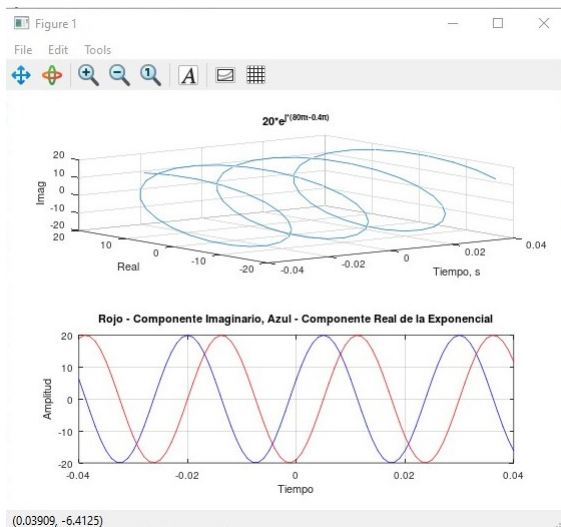 Figure 1
File Edit Tools
A
20*e^j*(80πt-0.4π)
20
10
0
-10
-20
Imag
20
10
0
-10
-20
Real
-0.04
-0.02
0
0.02
0.04
Tiempo, s
Rojo - Componente Imaginario, Azul - Componente Real de la Exponencial
20
10
0
-10
-20
Amplitud
-0.04 -0.02 0 0.02 0.04
Tiempo
(0.03909, -6.4125)